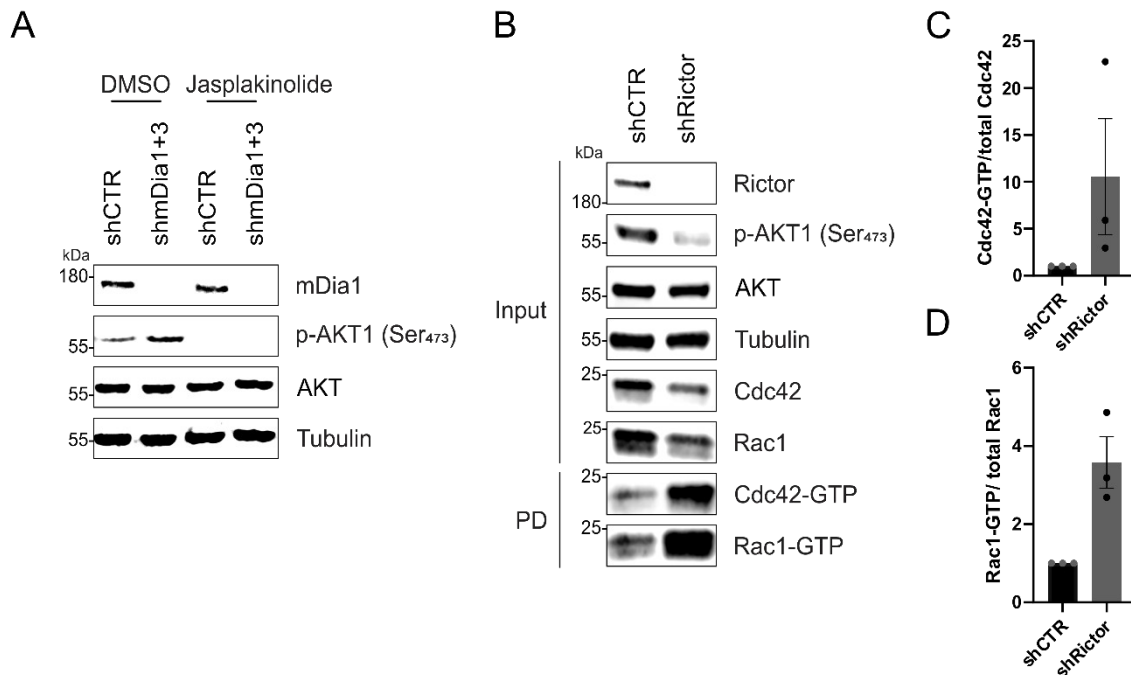 A
DMSO Jasplakinolide
shCTR
shmDia1+3
shCTR
shmDia1+3
kDa
180 mDia1
55 p-AKT1 (Ser₄₇₃)
55 AKT
55 Tubulin
B
shCTR
shRictor
kDa
Input
180 Rictor
55 p-AKT1 (Ser₄₇₃)
55 AKT
55 Tubulin
25 Cdc42
25 Rac1
PD
25 Cdc42-GTP
25 Rac1-GTP
C
Cdc42-GTP/total Cdc42
25
20
15
10
5
0
shCTR
shRictor
D
Rac1-GTP/ total Rac1
6
4
2
0
shCTR
shRictor